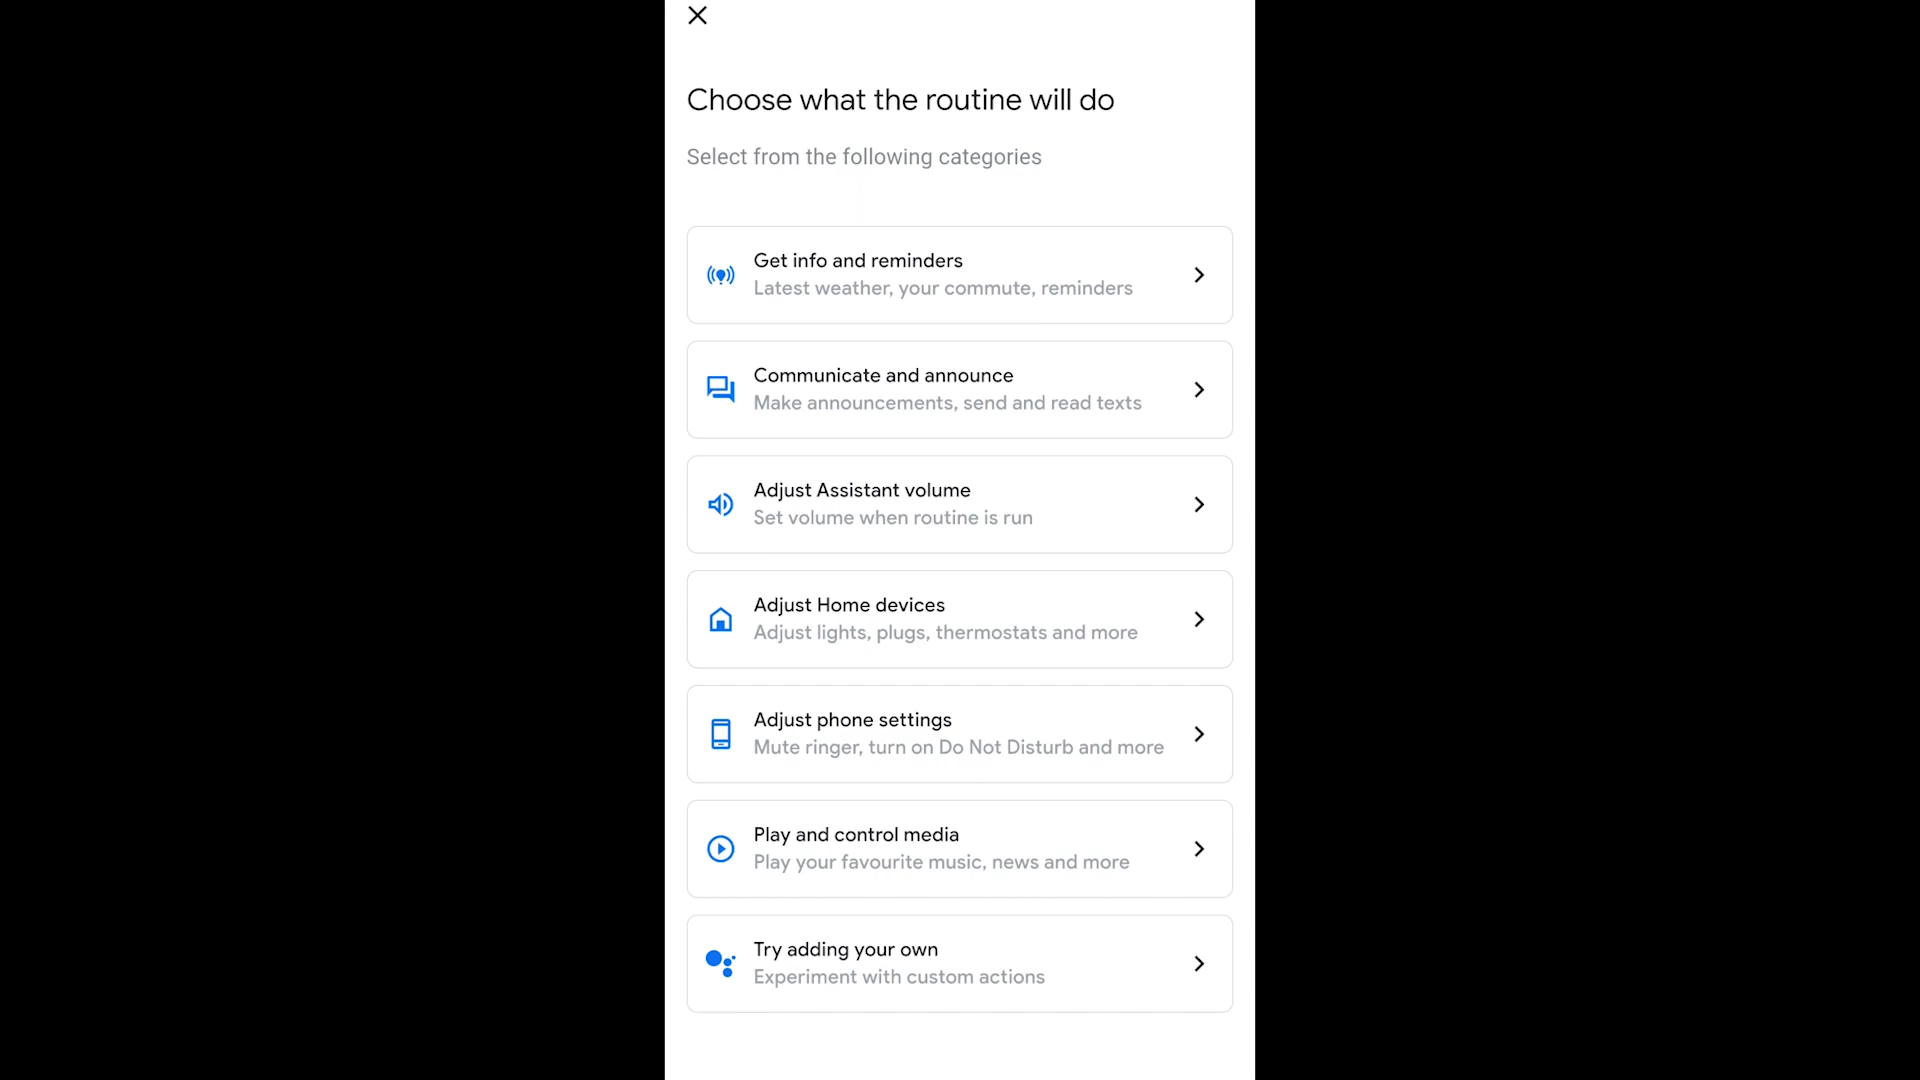 Choose what the routine will do
Select from the following categories
Get info and reminders
Latest weather, your commute, reminders
Communicate and announce
Make announcements, send and read texts
Adjust Assistant volume
Set volume when routine is run
Adjust Home devices
Adjust lights, plugs, thermostats and more
Adjust phone settings
Mute ringer, turn on Do Not Disturb and more
Play and control media
Play your favourite music, news and more
Try adding your own
Experiment with custom actions